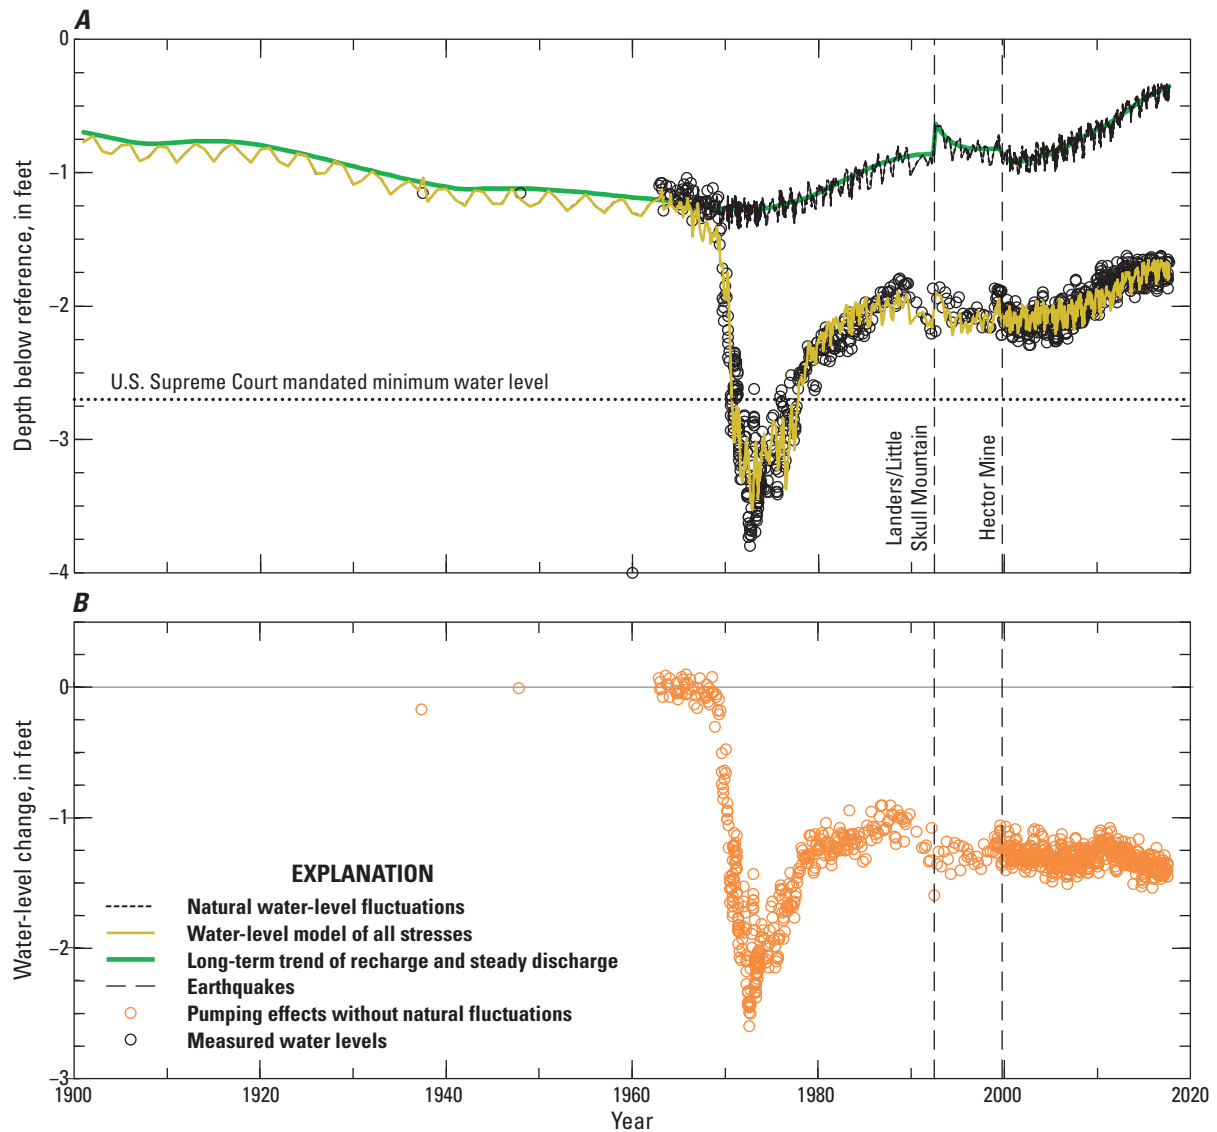 A
0
−1
−2
−3
−4
Depth below reference, in feet
U.S. Supreme Court mandated minimum water level
Landers/Little
Skull Mountain
Hector Mine
B
0
−1
−2
−3
Water-level change, in feet
EXPLANATION
Natural water-level fluctuations
Water-level model of all stresses
Long-term trend of recharge and steady discharge
Earthquakes
Pumping effects without natural fluctuations
Measured water levels
1900 1920 1940 1960 1980 2000 2020
Year